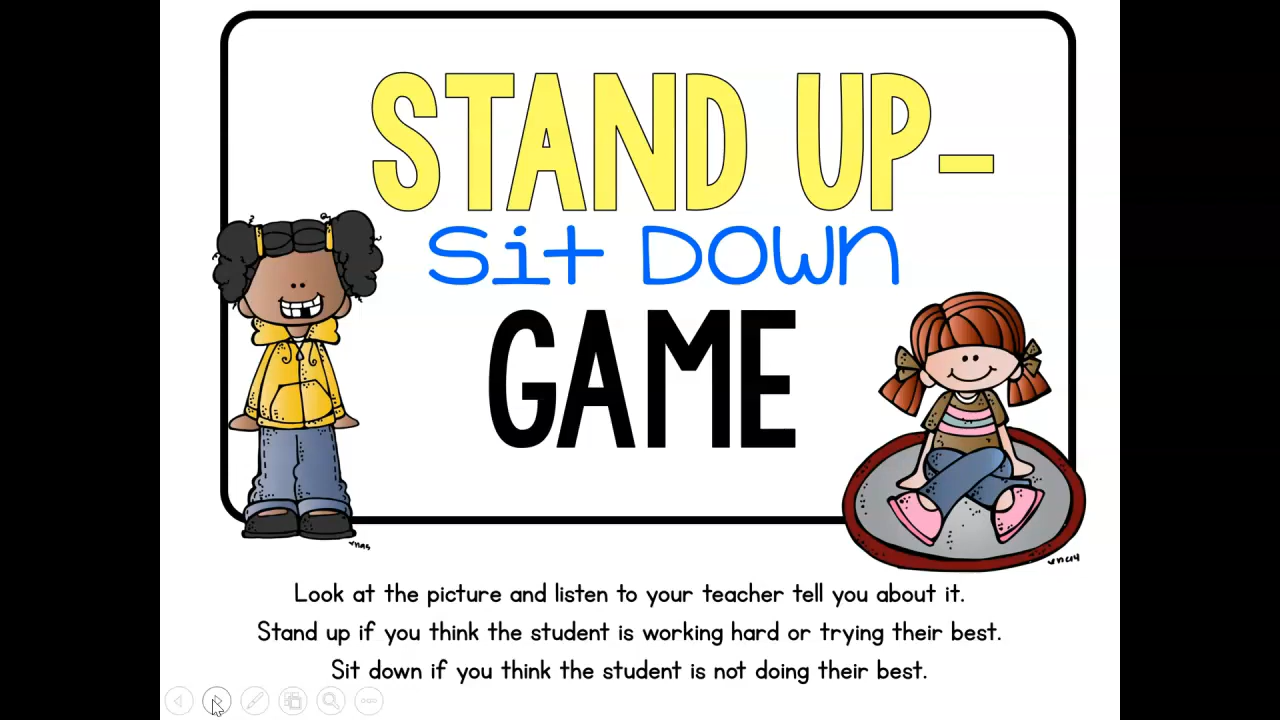 STAND UP-
Sit DOWn
GAME
Look at the picture and listen to your teacher tell you about it.
Stand up if you think the student is working hard or trying their best.
Sit down if you think the student is not doing their best.